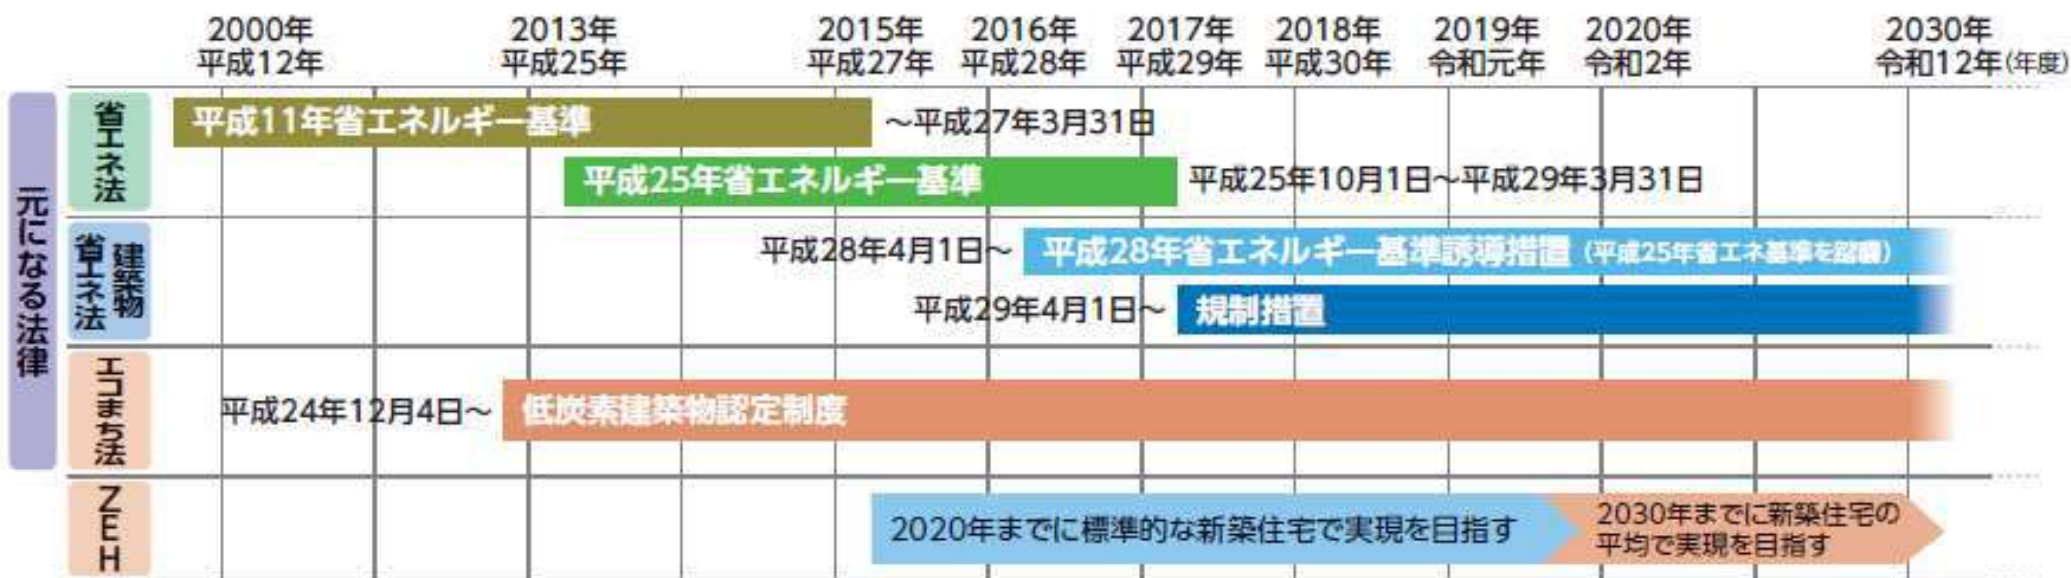 2000年
平成12年
2013年
平成25年
2015年
平成27年
2016年
平成28年
2017年
平成29年
2018年
平成30年
2019年
令和元年
2020年
令和2年
2030年
令和12年(年度)
元になる法律
省エネ法
平成11年省エネルギー基準
～平成27年3月31日
平成25年省エネルギー基準
平成25年10月1日～平成29年3月31日
建築物
省エネ法
平成28年4月1日～
平成28年省エネルギー基準誘導措置(平成25年省エネ基準を)
平成29年4月1日～
規制措置
エコまち法
平成24年12月4日～
低炭素建築物認定制度
ZEH
2020年までに標準的な新築住宅で実現を目指す
2030年までに新築住宅の
平均で実現を目指す